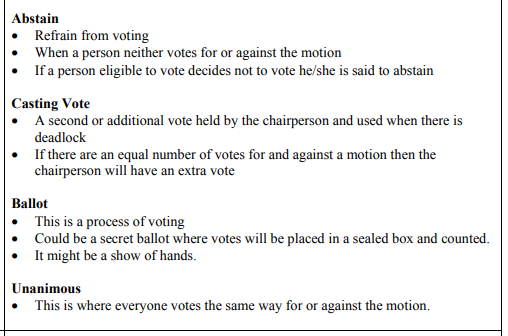 Abstain
• Refrain from voting
• When a person neither votes for or against the motion
• If a person eligible to vote decides not to vote he/she is said to abstain
Casting Vote
• A second or additional vote held by the chairperson and used when there is
deadlock
• If there are an equal number of votes for and against a motion then the
chairperson will have an extra vote
Ballot
• This is a process of voting
• Could be a secret ballot where votes will be placed in a sealed box and counted.
• It might be a show of hands.
Unanimous
• This is where everyone votes the same way for or against the motion.